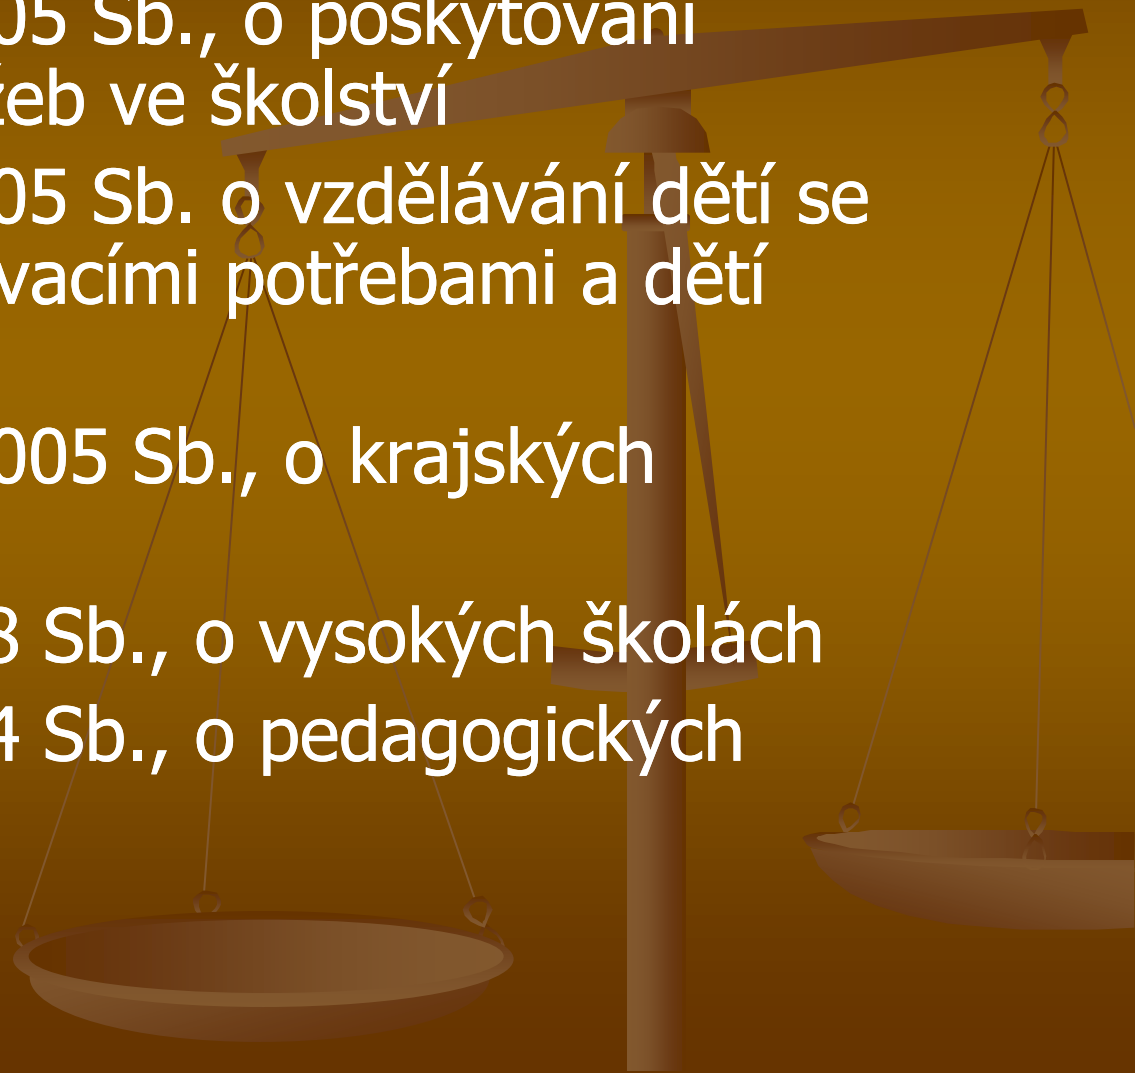 05 Sb., o poskytování
žeb ve školství
05 Sb. o vzdělávání dětí se
vacími potřebami a dětí
005 Sb., o krajských
8 Sb., o vysokých školách
4 Sb., o pedagogických